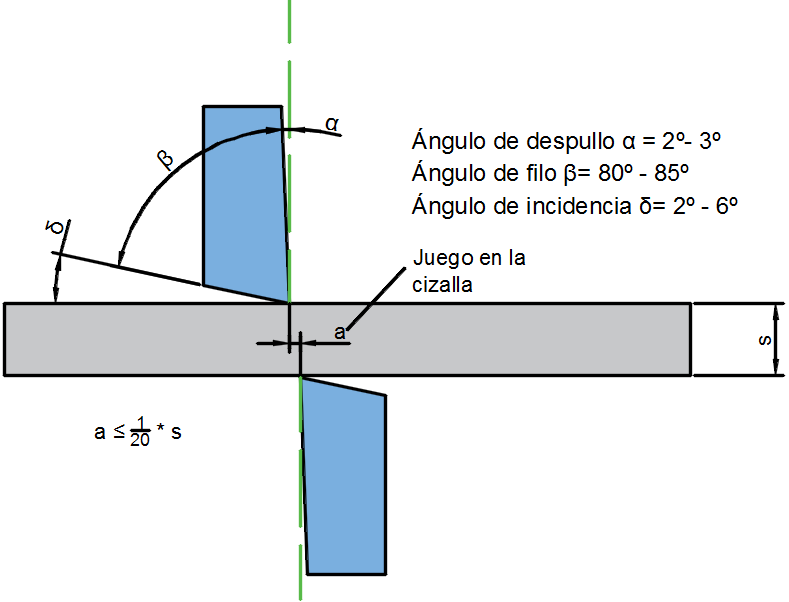 α
Ángulo de despullo α = 2º- 3º
β
Ángulo de filo β= 80º - 85º
Ángulo de incidencia δ= 2º - 6º
δ
Juego en la
cizalla
a
s
a ≤ 1/20 * s